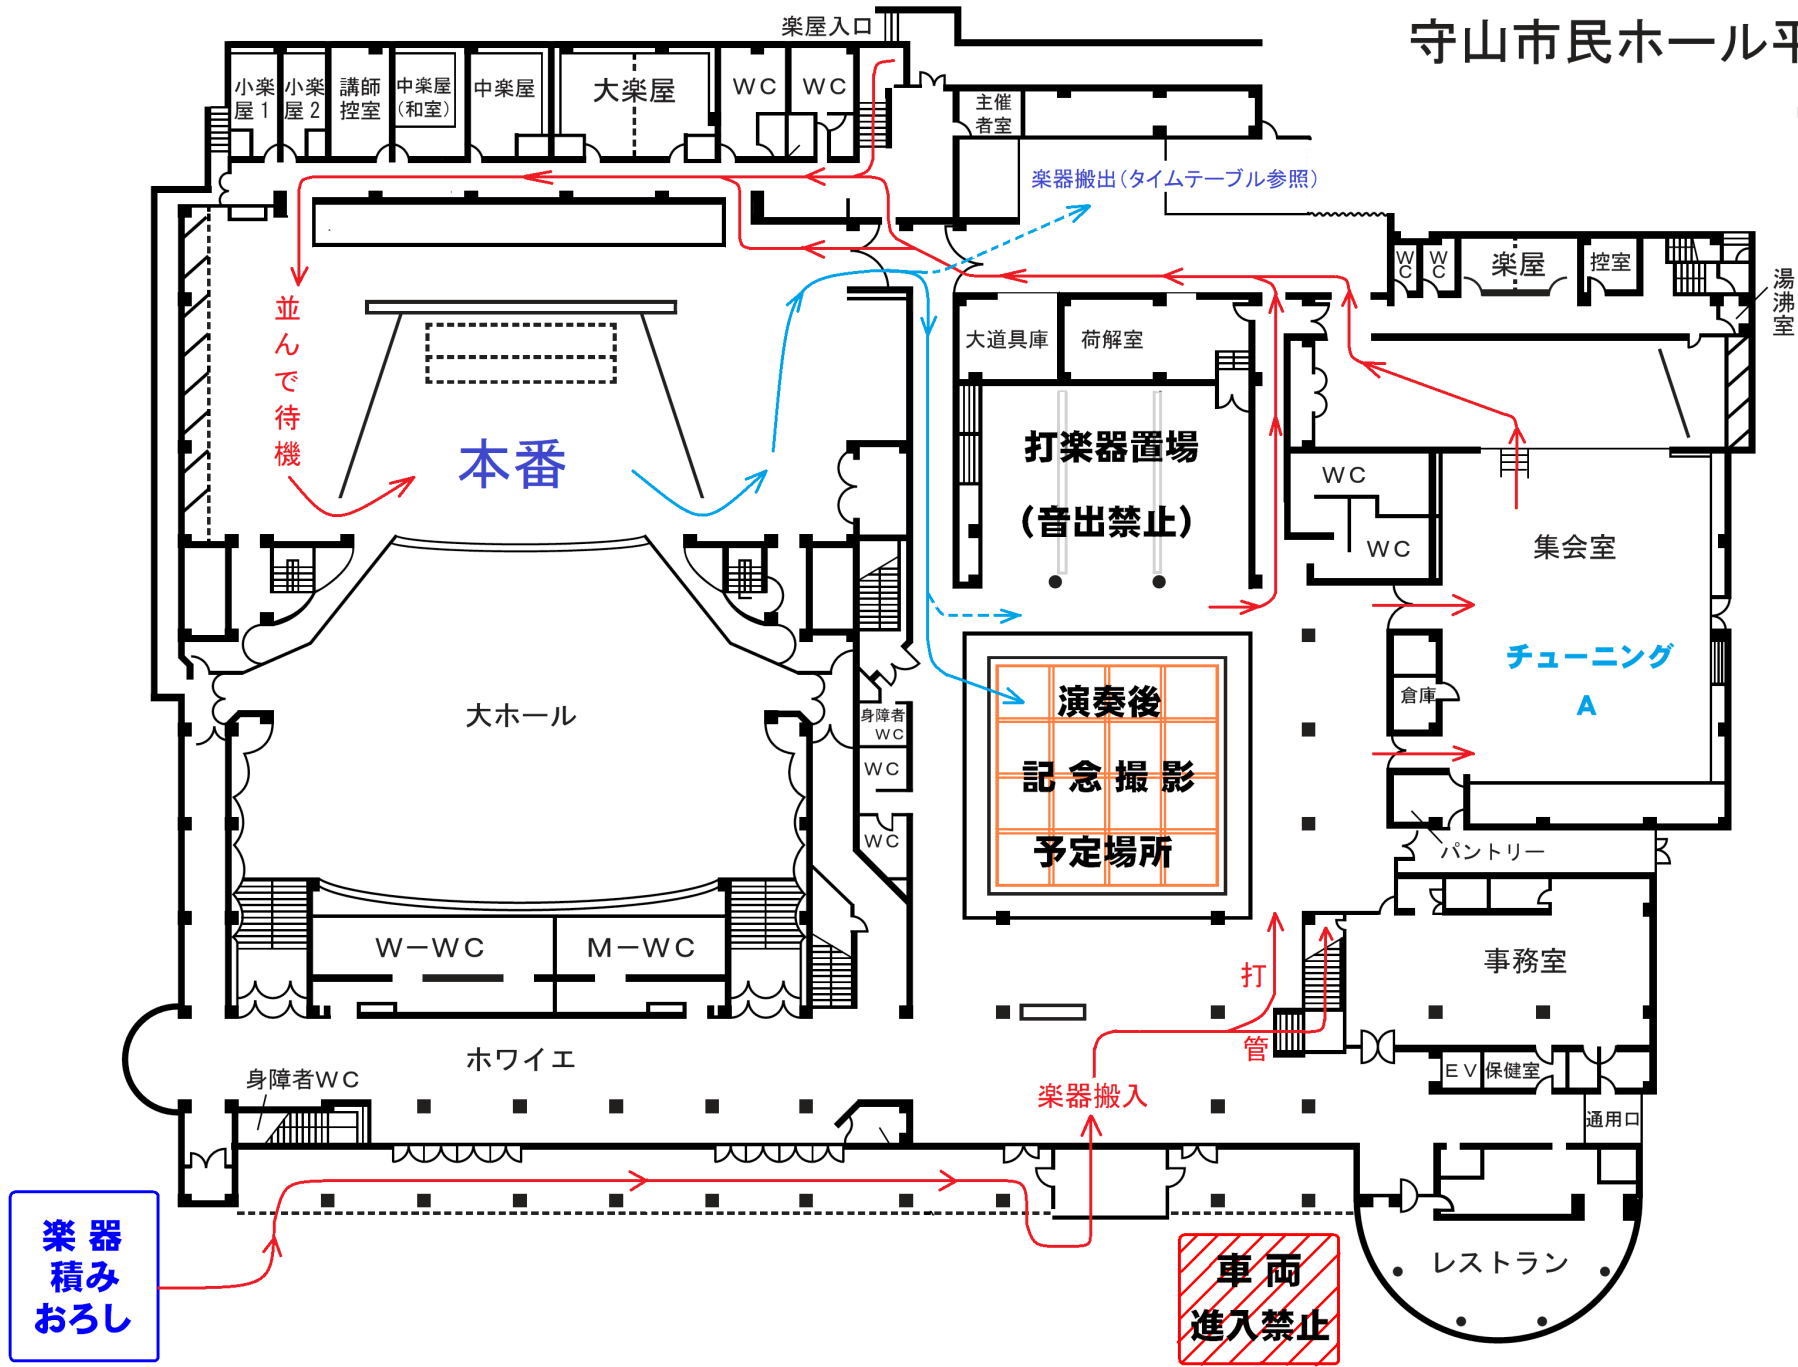 守山市民ホール平
楽屋入口
小楽
屋1
小楽
屋2
講師
控室
中楽屋
(和室)
中楽屋
大楽屋
WC
WC
主催
者室
楽器搬出(タイムテーブル参照)
WC
WC
楽屋
控室
湯沸室
並んで待機
大道具庫
荷解室
本番
打楽器置場
(音出禁止)
WC
WC
集会室
チューニング
A
倉庫
大ホール
身障者
WC
WC
WC
演奏後
記念撮影
予定場所
パントリー
W-WC
M-WC
事務室
打
管
ホワイエ
身障者WC
楽器搬入
EV
保健室
通用口
楽器
積み
おろし
車両
進入禁止
レストラン